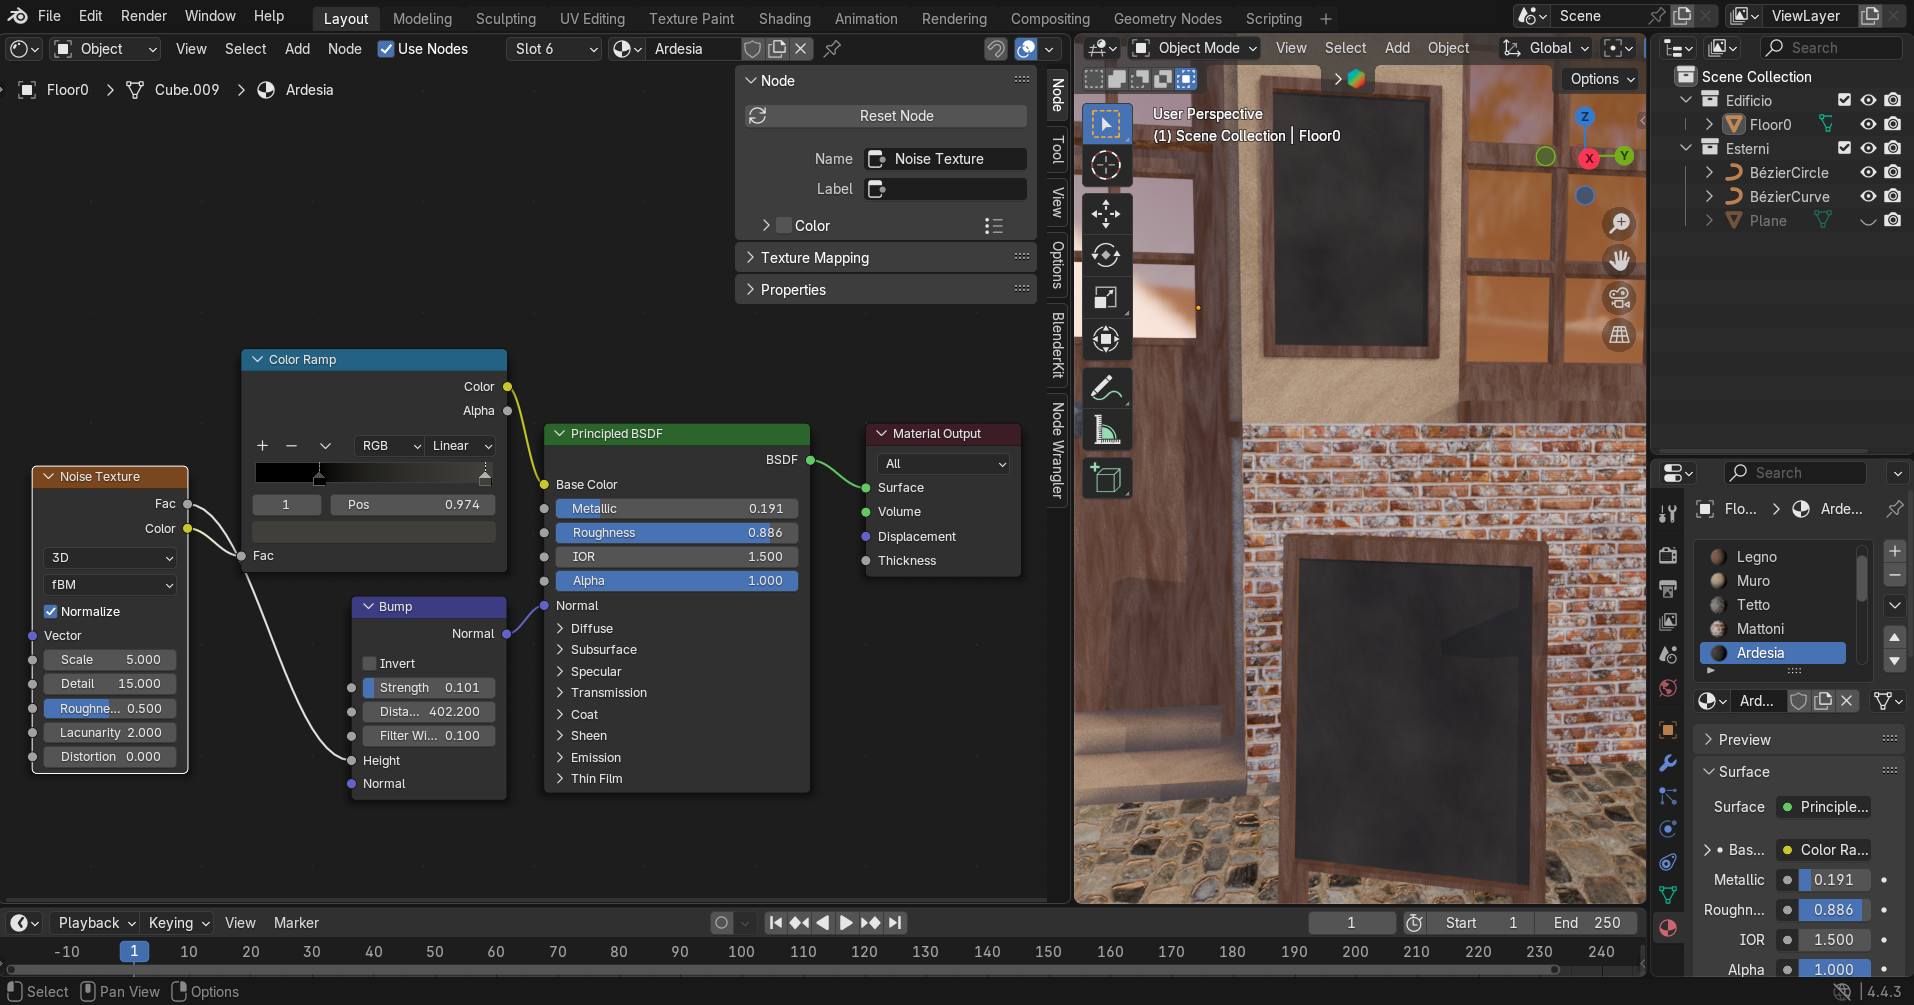 File Edit Render Window Help Layout Modeling Sculpting UV Editing Texture Paint Shading Animation Rendering Compositing Geometry Nodes Scripting + Scene ViewLayer
Object View Select Add Node Use Nodes Slot 6 Ardesia
Floor0 > Cube.009 > Ardesia
Node
Reset Node
Name Noise Texture
Label
Color
Texture Mapping
Properties
Node
Tool
View
Options
BlenderKit
Node Wrangler
Color Ramp
Color
Alpha
RGB Linear
1 Pos 0.974
Fac
Noise Texture
Fac
Color
3D
fBM
Normalize
Vector
Scale 5.000
Detail 15.000
Roughne... 0.500
Lacunarity 2.000
Distortion 0.000
Bump
Normal
Invert
Strength 0.101
Dista... 402.200
Filter Wi... 0.100
Height
Normal
Principled BSDF
BSDF
Base Color
Metallic 0.191
Roughness 0.886
IOR 1.500
Alpha 1.000
Normal
Diffuse
Subsurface
Specular
Transmission
Coat
Sheen
Emission
Thin Film
Material Output
All
Surface
Volume
Displacement
Thickness
Object Mode View Select Add Object Global
Options
User Perspective
(1) Scene Collection | Floor0
Z
X
Y
Search
Scene Collection
Edificio
Floor0
Esterni
BézierCircle
BézierCurve
Plane
Search
Flo... > Arde...
Legno
Muro
Tetto
Mattoni
Ardesia
Ard...
Preview
Surface
Surface Principle...
Bas... Color Ra...
Metallic 0.191
Roughn... 0.886
IOR 1.500
Alpha 1.000
Playback Keying View Marker 1 Start 1 End 250
-10 1 10 20 30 40 50 60 70 80 90 100 110 120 130 140 150 160 170 180 190 200 210 220 230 240
Select Pan View Options 4.4.3